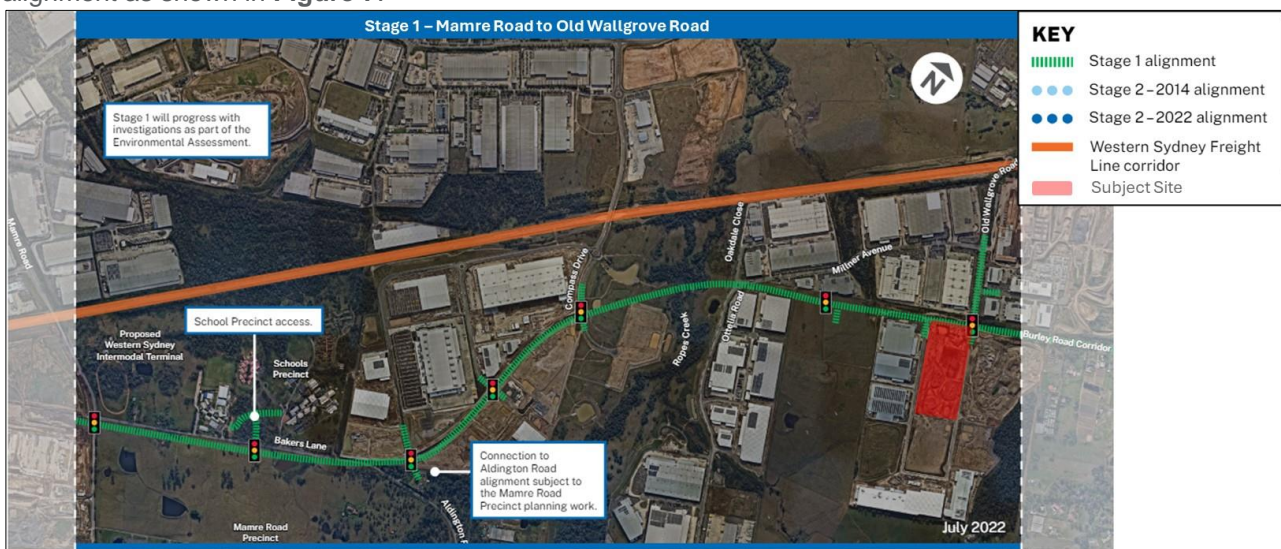 alignment as shown in Figure 7.
Stage 1 – Mamre Road to Old Wallgrove Road
KEY
Stage 1 alignment
Stage 2 – 2014 alignment
Stage 2 – 2022 alignment
Western Sydney Freight
Line corridor
Subject Site
N
Stage 1 will progress with
investigations as part of the
Environmental Assessment.
Mamre Road
Old Wallgrove Road
Oakdale Close
Millner Avenue
Compass Drive
School Precinct access.
Proposed
Western Sydney
Intermodal Terminal
Schools
Precinct
Ropes Creek
Ottelia Road
Burley Road Corridor
Bakers Lane
Connection to
Aldington Road
alignment subject to
the Mamre Road
Precinct planning work.
Aldington
Mamre Road
Precinct
July 2022